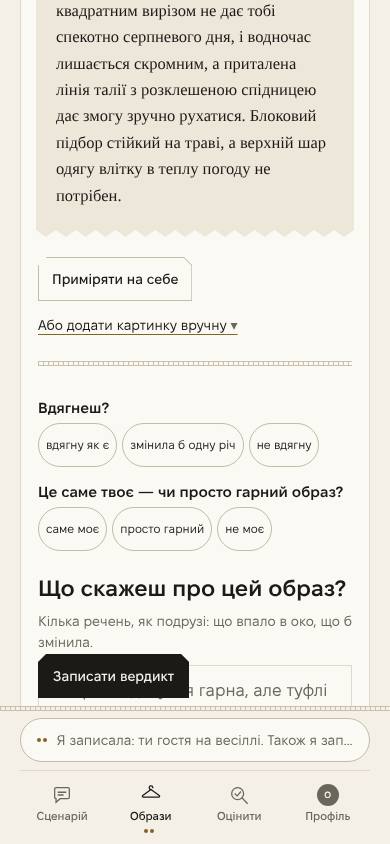 квадратним вирізом не дає тобі
спекотно серпневого дня, і водночас
лишається скромним, а приталена
лінія талії з розклешеною спідницею
дає змогу зручно рухатися. Блоковий
підбор стійкий на траві, а верхній шар
одягу влітку в теплу погоду не
потрібен.
Приміряти на себе
Або додати картинку вручну ▾
Вдягнеш?
вдягну як є
змінила б одну річ
не вдягну
Це саме твоє — чи просто гарний образ?
саме моє
просто гарний
не моє
Що скажеш про цей образ?
Кілька речень, як подрузі: що впало в око, що б
змінила.
Записати вердикт
гарна, але туфлі
Я записала: ти гостя на весіллі. Також я зап…
Сценарій
Образи
Оцінити
О
Профіль